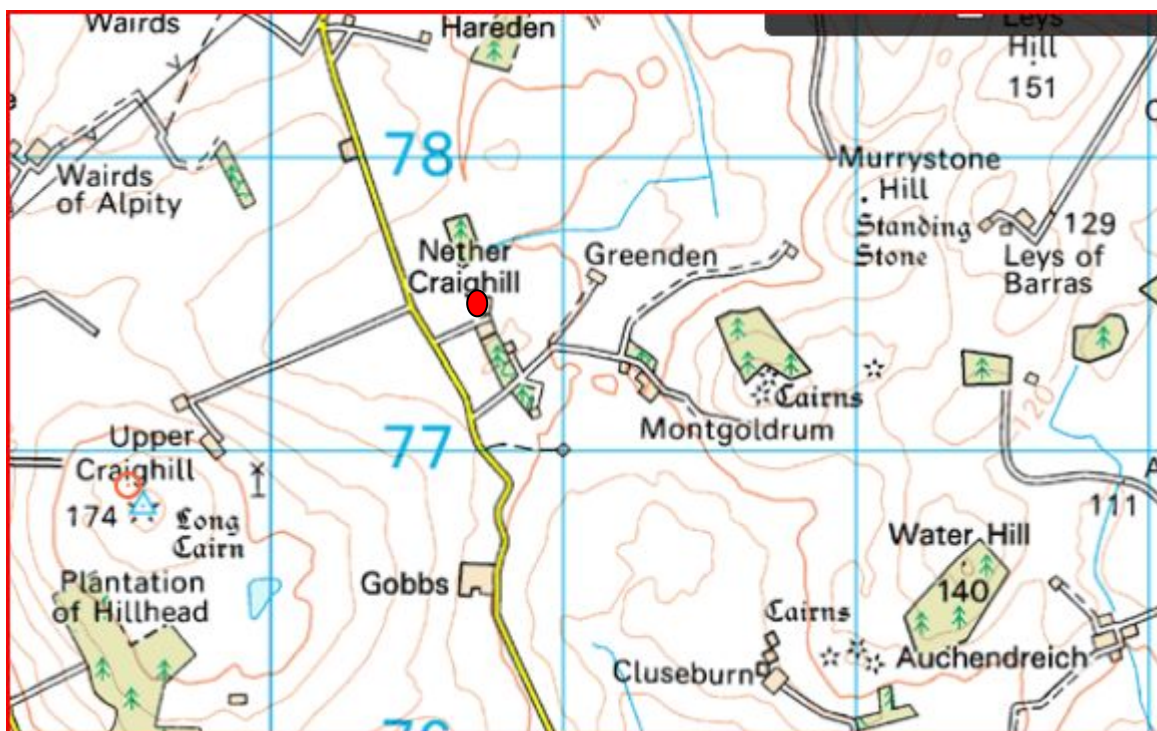 Wairds
Hareden
Leys
Hill
151
78
Murrystone
Hill
Wairds
of Alpity
Standing
Stone
129
Leys of
Barras
Nether
Craighill
Greenden
Cairns
Montgoldrum
77
Upper
Craighill
174
Long
Cairn
120
111
Water Hill
140
Gobbs
Plantation
of Hillhead
Cairns
Auchendreich
Cluseburn
76